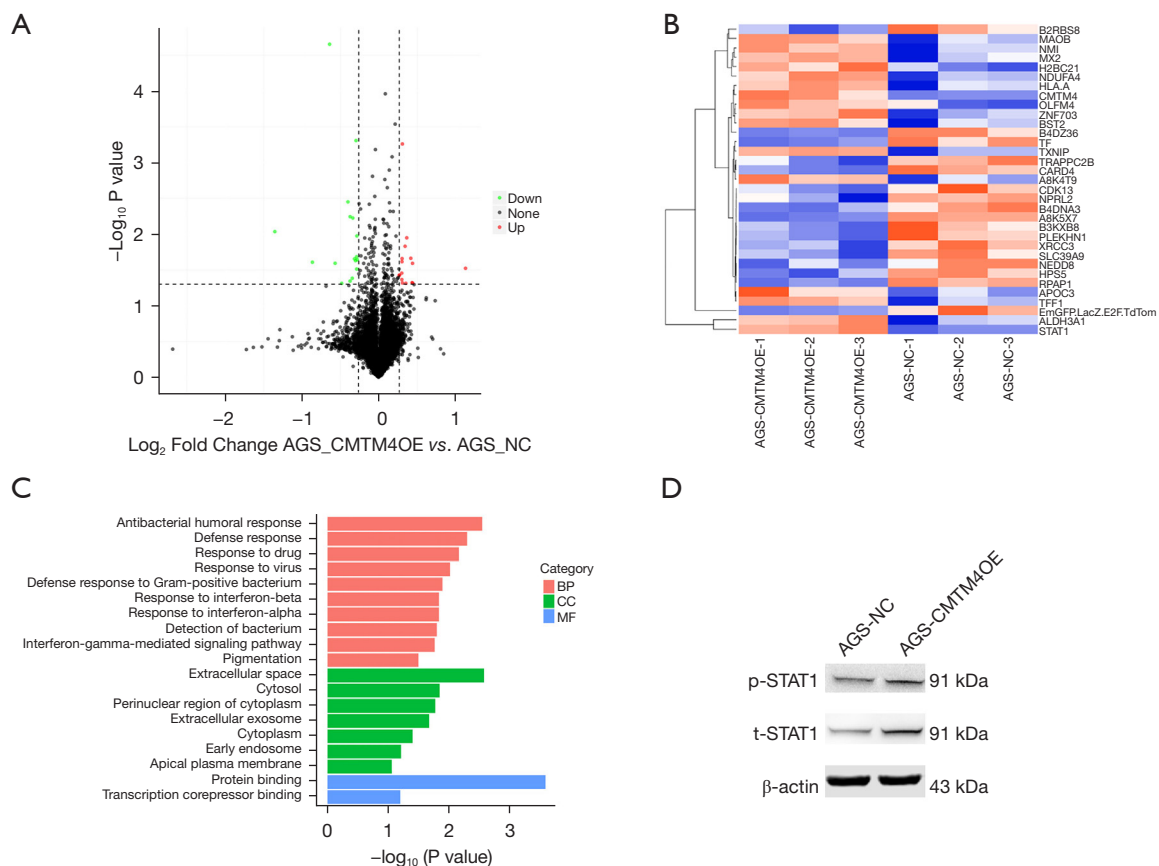 A
−Log₁₀ P value
4
3
2
1
0
−2
−1
0
1
Log₂ Fold Change AGS_CMTM4OE vs. AGS_NC
Down
None
Up
B
B2RBS8
MAOB
NMI
MX2
H2BC21
NDUFA4
HLA.A
CMTM4
OLFM4
ZNF703
BST2
B4DZ36
TF
TXNIP
TRAPPC2B
CARD4
A8K4T9
CDK13
NPRL2
B4DNA3
A8K5X7
B3KXB8
PLEKHN1
XRCC3
SLC39A9
NEDD8
HPS5
RPAP1
APOC3
TFF1
EmGFP.LacZ.E2F.TdTom
ALDH3A1
STAT1
AGS-CMTM4OE-1
AGS-CMTM4OE-2
AGS-CMTM4OE-3
AGS-NC-1
AGS-NC-2
AGS-NC-3
C
Antibacterial humoral response
Defense response
Response to drug
Response to virus
Defense response to Gram-positive bacterium
Response to interferon-beta
Response to interferon-alpha
Detection of bacterium
Interferon-gamma-mediated signaling pathway
Pigmentation
Extracellular space
Cytosol
Perinuclear region of cytoplasm
Extracellular exosome
Cytoplasm
Early endosome
Apical plasma membrane
Protein binding
Transcription corepressor binding
0
1
2
3
−log₁₀ (P value)
Category
BP
CC
MF
D
AGS-NC
AGS-CMTM4OE
p-STAT1
91 kDa
t-STAT1
91 kDa
β-actin
43 kDa